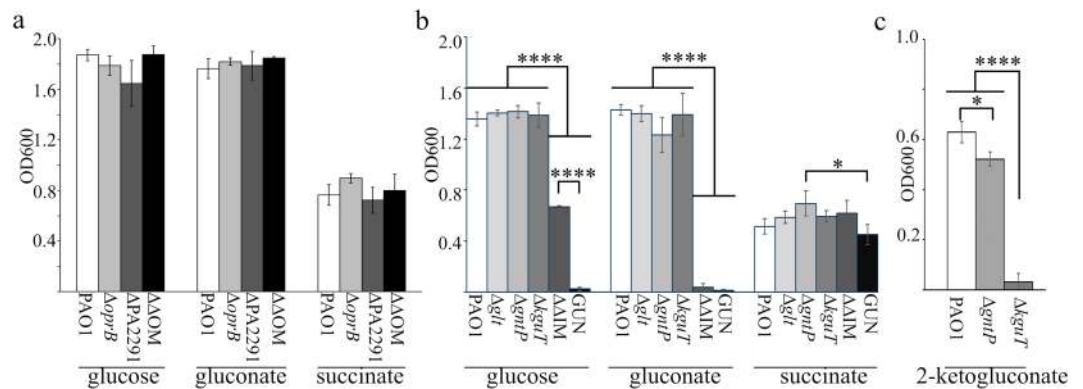 a
b
c
2.0
1.6
1.2
0.8
0.4
OD600
PAO1
ΔoprB
ΔPA2291
ΔΔOM
PAO1
ΔoprB
ΔPA2291
ΔΔOM
PAO1
ΔoprB
ΔPA2291
ΔΔOM
glucose
gluconate
succinate
2.0
1.6
1.2
0.8
0.4
OD600
****
****
****
*
PAO1
Δglt
ΔgntP
ΔkguT
ΔΔIM
GUN
PAO1
Δglt
ΔgntP
ΔkguT
ΔΔIM
GUN
PAO1
Δglt
ΔgntP
ΔkguT
ΔΔIM
GUN
glucose
gluconate
succinate
1.0
0.6
0.2
OD600
****
*
PAO1
ΔgntP
ΔkguT
2-ketogluconate